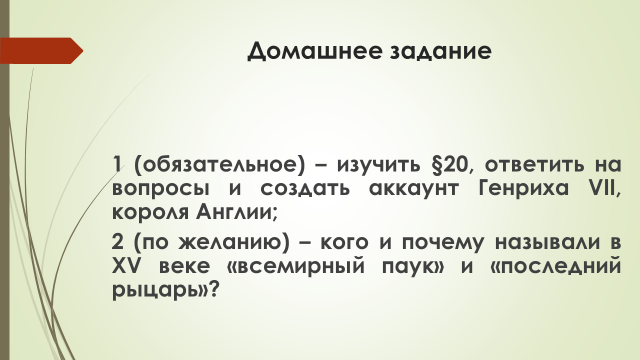 Домашнее задание
1 (обязательное) – изучить §20, ответить на
вопросы и создать аккаунт Генриха VII,
короля Англии;
2 (по желанию) – кого и почему называли в
XV веке «всемирный паук» и «последний
рыцарь»?